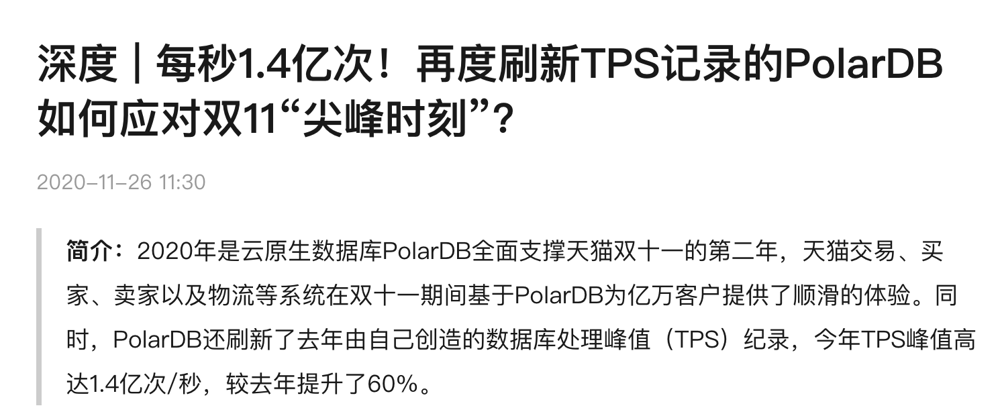 深度 | 每秒1.4亿次！再度刷新TPS记录的PolarDB
如何应对双11“尖峰时刻”？
2020-11-26 11:30
简介：2020年是云原生数据库PolarDB全面支撑天猫双十一的第二年，天猫交易、买
家、卖家以及物流等系统在双十一期间基于PolarDB为亿万客户提供了顺滑的体验。同
时，PolarDB还刷新了去年由自己创造的数据库处理峰值（TPS）纪录，今年TPS峰值高
达1.4亿次/秒，较去年提升了60%。